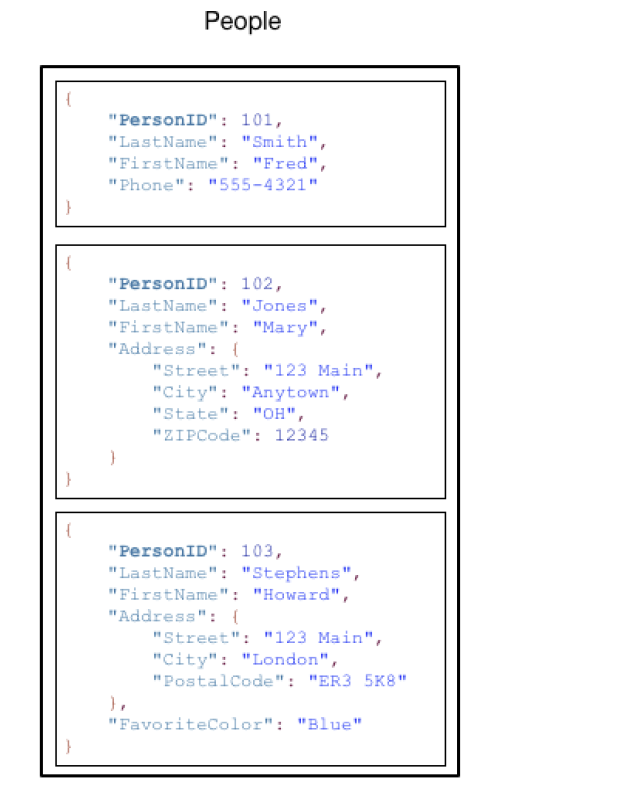 People
{
"PersonID": 101,
"LastName": "Smith",
"FirstName": "Fred",
"Phone": "555-4321"
}
{
"PersonID": 102,
"LastName": "Jones",
"FirstName": "Mary",
"Address": {
"Street": "123 Main",
"City": "Anytown",
"State": "OH",
"ZIPCode": 12345
}
}
{
"PersonID": 103,
"LastName": "Stephens",
"FirstName": "Howard",
"Address": {
"Street": "123 Main",
"City": "London",
"PostalCode": "ER3 5K8"
},
"FavoriteColor": "Blue"
}